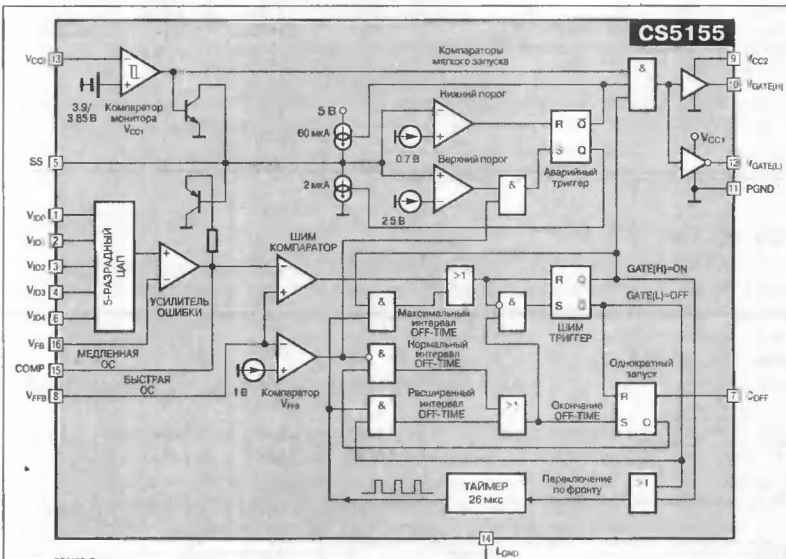 CS5155
VCC1
13
3.9/
3.85 В
Компаратор
монитора
VCC1
Компараторы
мягкого запуска
&
9
VCC2
10
VGATE(H)
VCC1
12
VGATE(L)
11
PGND
Нижний порог
5 В
60 мкА
0.7 В
R
Q
S
Q
Верхний порог
Аварийный
триггер
2 мкА
2.5 В
&
SS
5
VID0
1
VID1
2
VID2
3
VID3
4
VID4
6
VFB
16
COMP
15
VFFB
8
5-РАЗРЯДНЫЙ
ЦАП
УСИЛИТЕЛЬ
ОШИБКИ
МЕДЛЕННАЯ
ОС
БЫСТРАЯ
ОС
ШИМ
КОМПАРАТОР
1 В
Компаратор
VFFB
>1
&
Максимальный
интервал
OFF-TIME
&
R
Q
S
Q
ШИМ
ТРИГГЕР
GATE(H)=ON
GATE(L)=OFF
&
Нормальный
интервал
OFF-TIME
&
Расширенный
интервал
OFF-TIME
>1
Окончание
OFF-TIME
Однократный
запуск
R
S
Q
7
COFF
ТАЙМЕР
26 мкс
Переключение
по фронту
>1
14
LGND